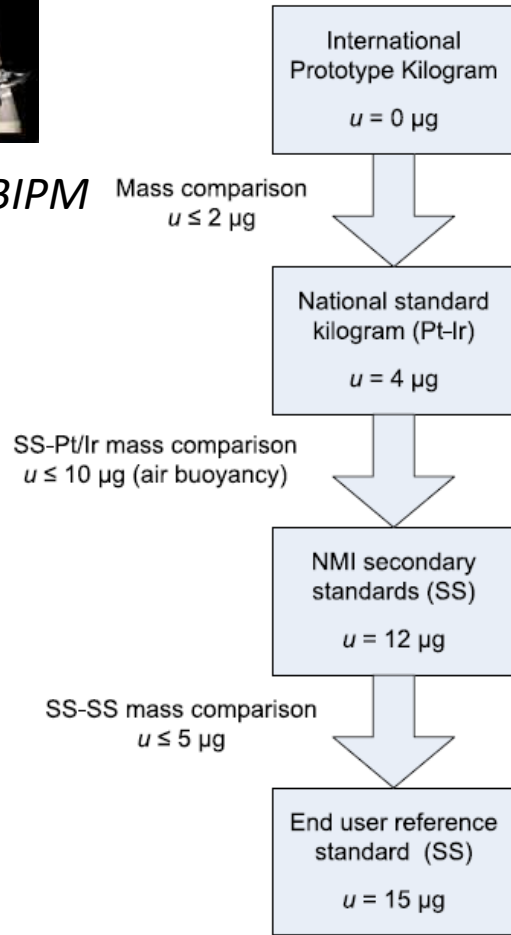 International
Prototype Kilogram
u = 0 µg
BIPM
Mass comparison
u ≤ 2 µg
National standard
kilogram (Pt-Ir)
u = 4 µg
SS-Pt/Ir mass comparison
u ≤ 10 µg (air buoyancy)
NMI secondary
standards (SS)
u = 12 µg
SS-SS mass comparison
u ≤ 5 µg
End user reference
standard (SS)
u = 15 µg